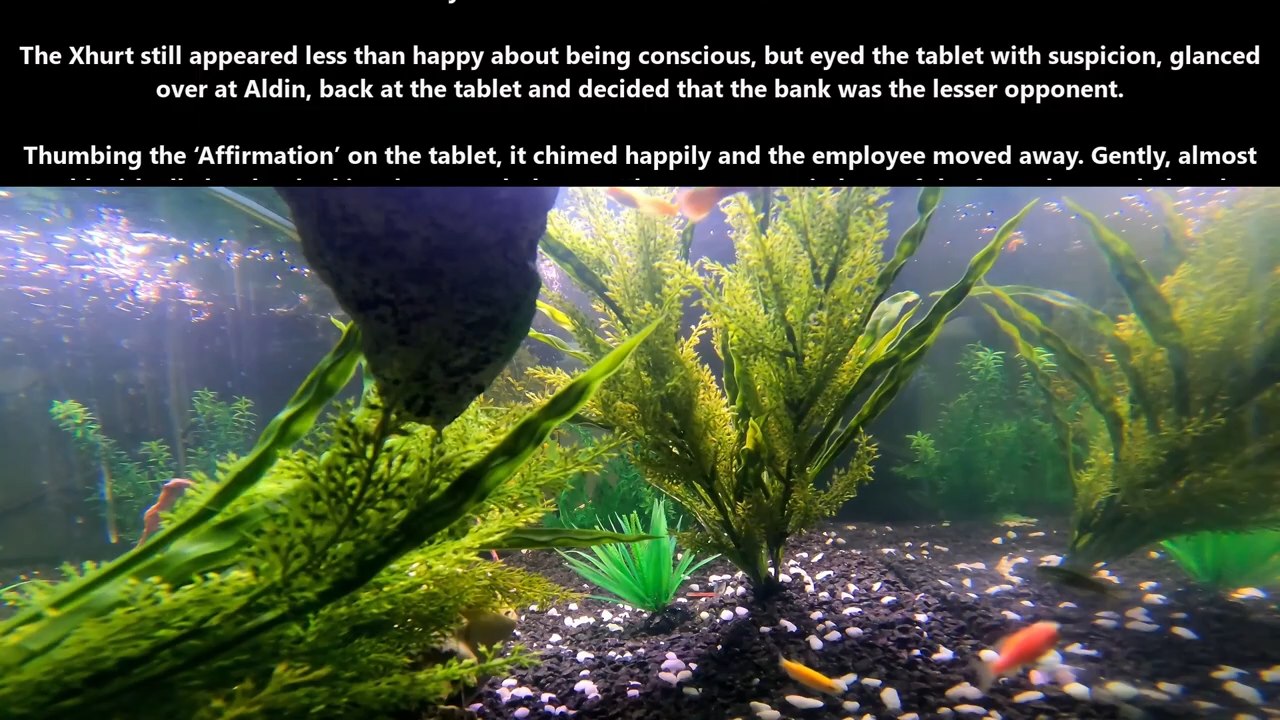 The Xhurt still appeared less than happy about being conscious, but eyed the tablet with suspicion, glanced
over at Aldin, back at the tablet and decided that the bank was the lesser opponent.
Thumbing the ‘Affirmation’ on the tablet, it chimed happily and the employee moved away. Gently, almost